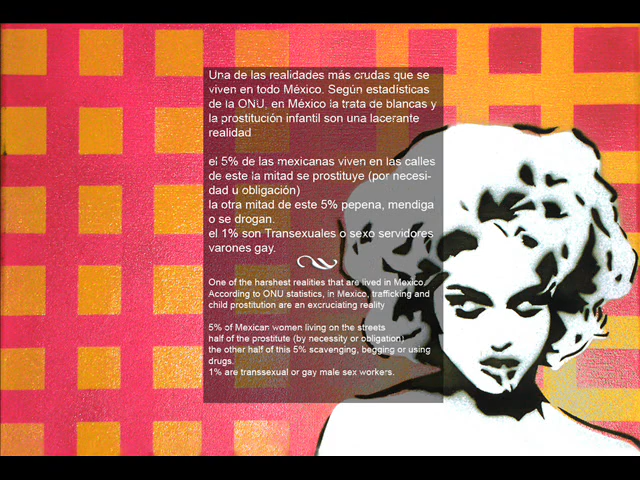 Una de las realidades más crudas que se
viven en todo México. Según estadísticas
de la ONU, en México la trata de blancas y
la prostitución infantil son una lacerante
realidad
el 5% de las mexicanas viven en las calles
de este la mitad se prostituye (por necesi-
dad u obligación)
la otra mitad de este 5% pepena, mendiga
o se drogan.
el 1% son Transexuales o sexo servidores
varones gay.
One of the harshest realities that are lived in Mexico.
According to ONU statistics, in Mexico, trafficking and
child prostitution are an excruciating reality
5% of Mexican women living on the streets
half of the prostitute (by necessity or obligation)
the other half of this 5% scavenging, begging or using
drugs.
1% are transsexual or gay male sex workers.